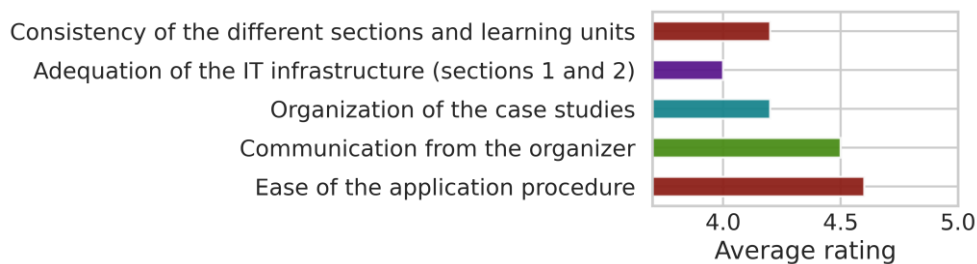 Consistency of the different sections and learning units
Adequation of the IT infrastructure (sections 1 and 2)
Organization of the case studies
Communication from the organizer
Ease of the application procedure
4.0 4.5 5.0
Average rating